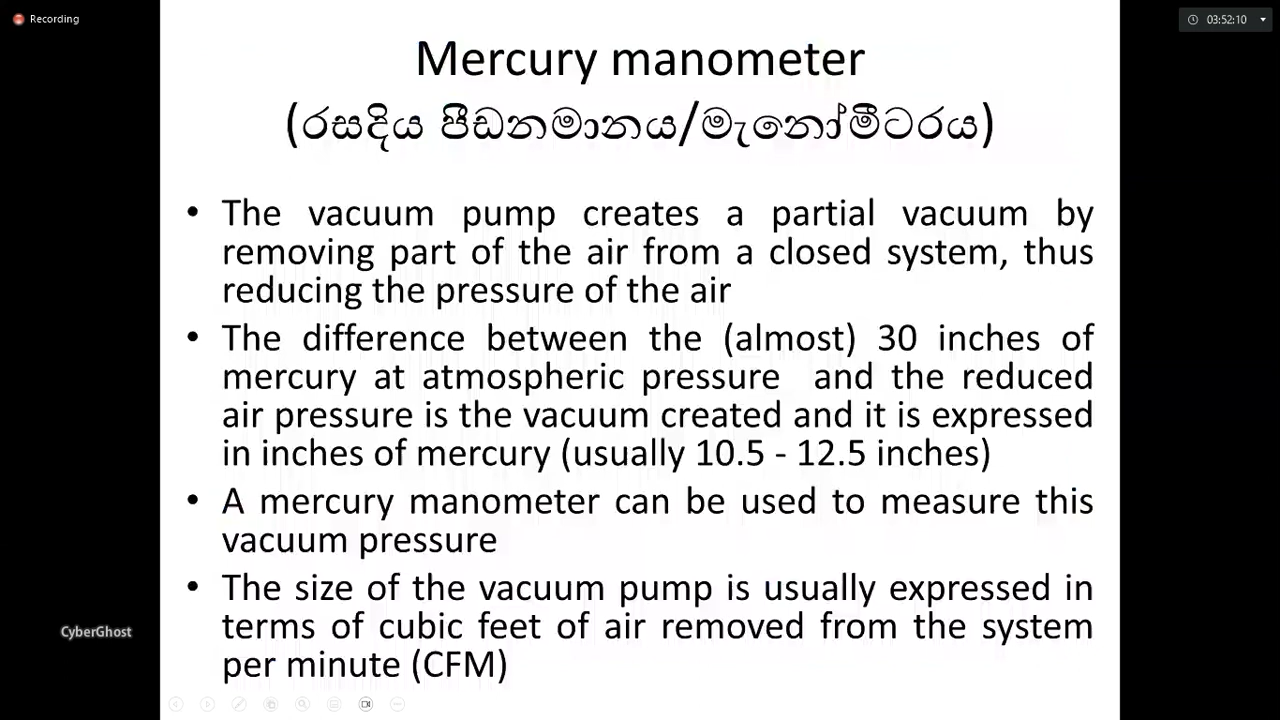 Recording
03:52:10
Mercury manometer
(රසදිය පීඩනමානය/මැනෝමීටරය)
• The vacuum pump creates a partial vacuum by
removing part of the air from a closed system, thus
reducing the pressure of the air
• The difference between the (almost) 30 inches of
mercury at atmospheric pressure and the reduced
air pressure is the vacuum created and it is expressed
in inches of mercury (usually 10.5 - 12.5 inches)
• A mercury manometer can be used to measure this
vacuum pressure
• The size of the vacuum pump is usually expressed in
terms of cubic feet of air removed from the system
per minute (CFM)
CyberGhost